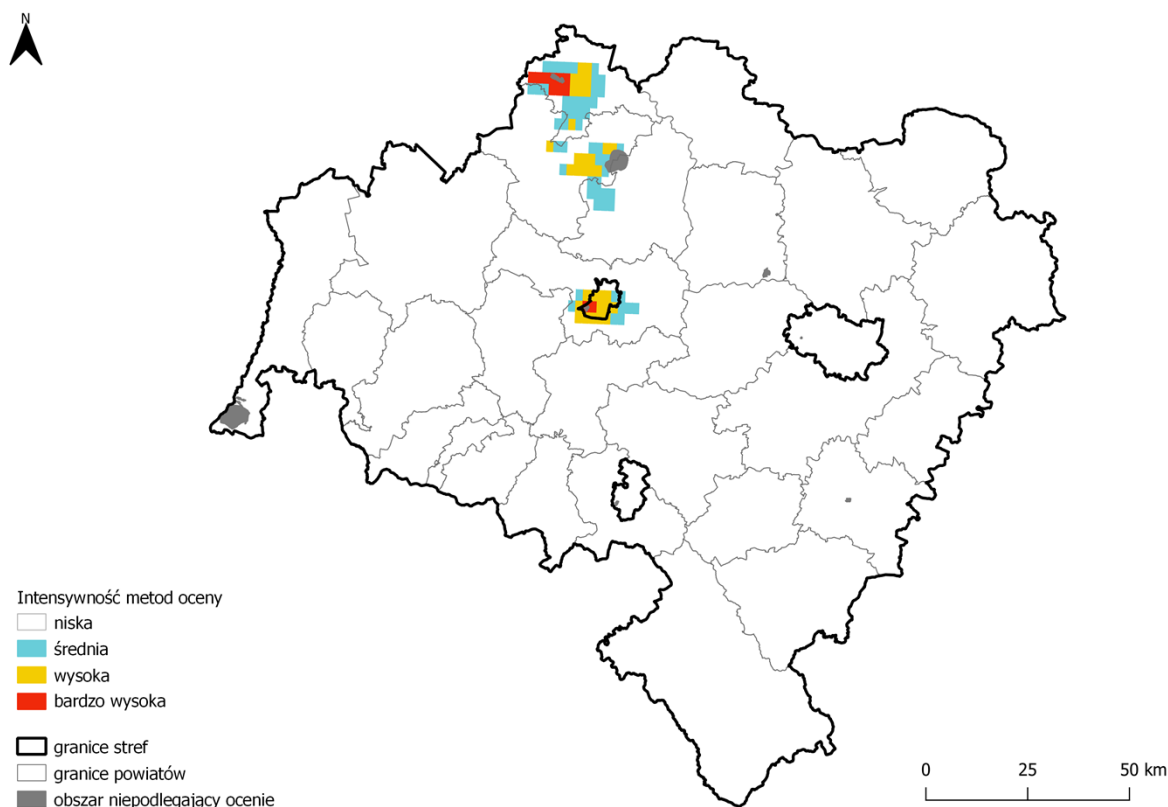 N
Intensywność metod oceny
niska
średnia
wysoka
bardzo wysoka
granice stref
granice powiatów
obszar niepodlegający ocenie
0 25 50 km